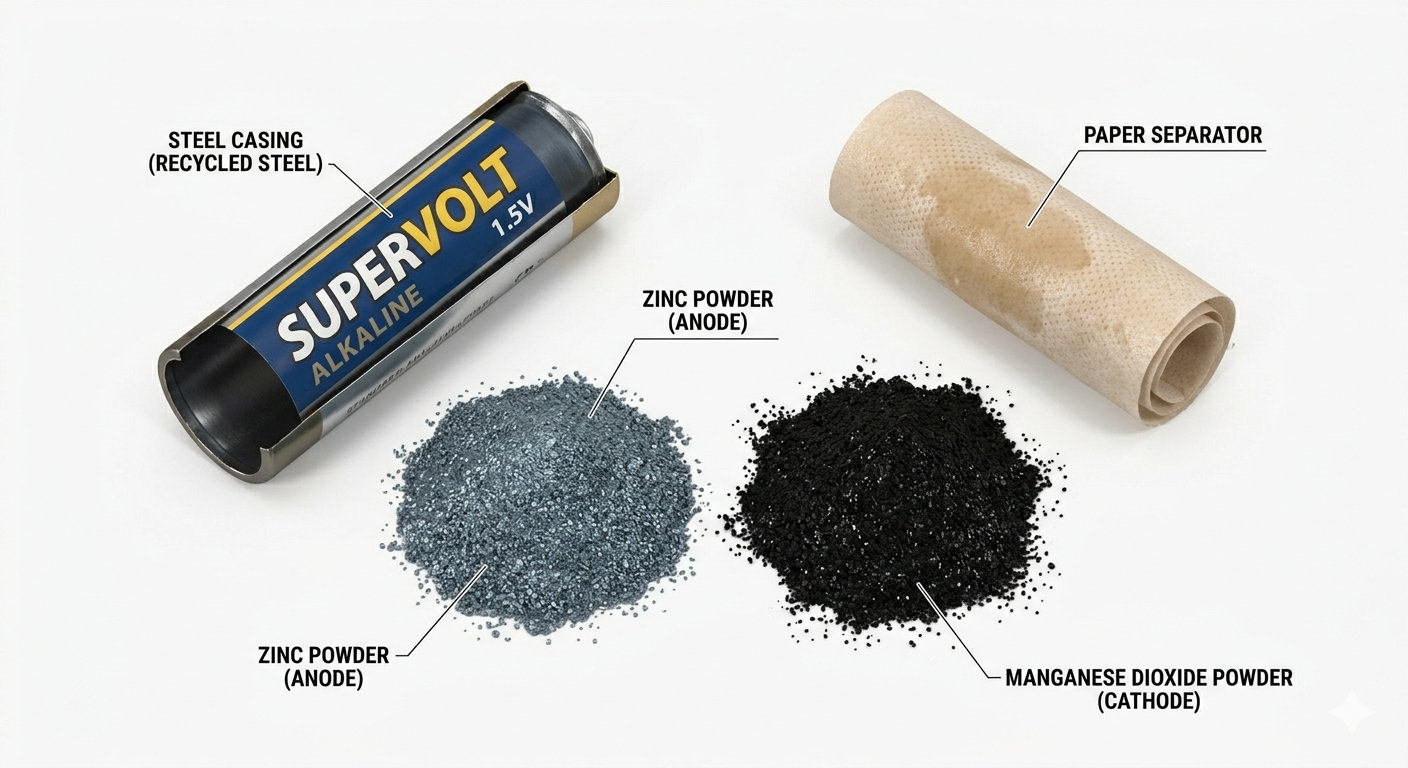 STEEL CASING
(RECYCLED STEEL)
SUPERVOLT
1.5V
ALKALINE
PAPER SEPARATOR
ZINC POWDER
(ANODE)
ZINC POWDER
(ANODE)
MANGANESE DIOXIDE POWDER
(CATHODE)